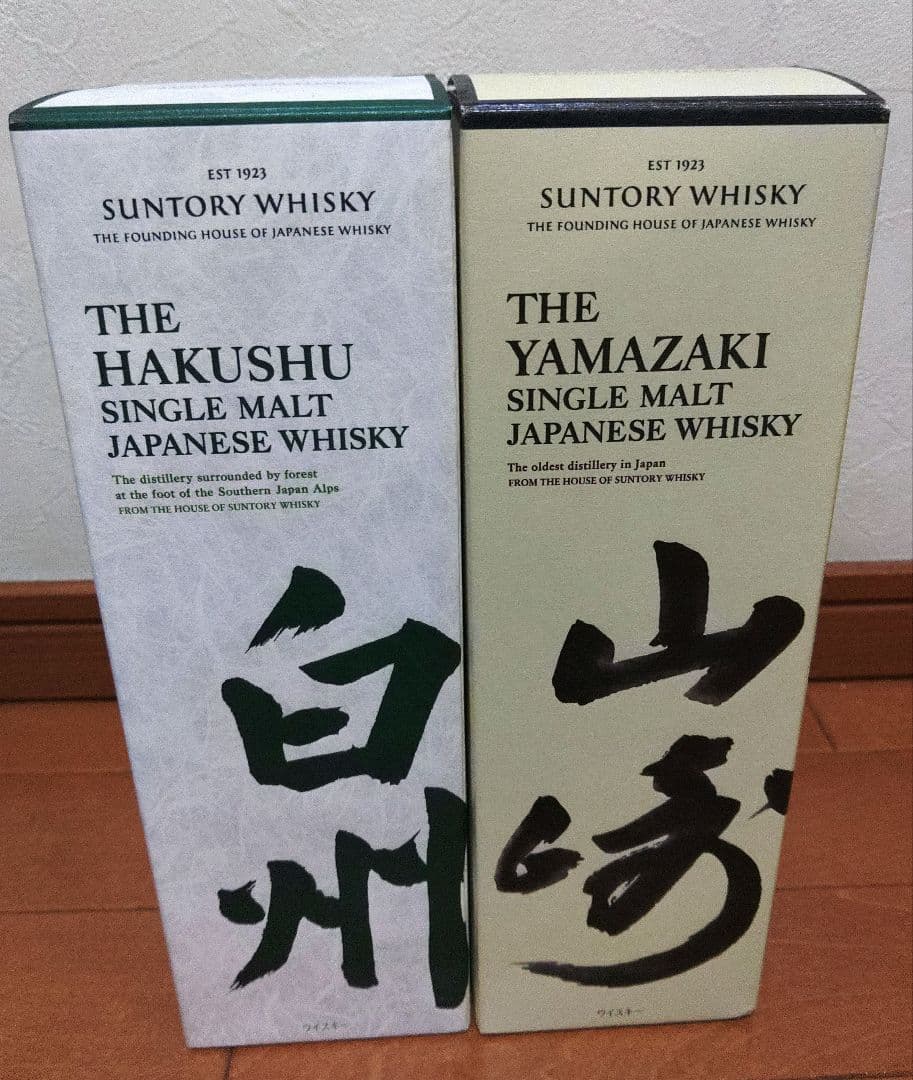 EST 1923
SUNTORY WHISKY
THE FOUNDING HOUSE OF JAPANESE WHISKY
THE
HAKUSHU
SINGLE MALT
JAPANESE WHISKY
The distillery surrounded by forest
at the foot of the Southern Japan Alps
FROM THE HOUSE OF SUNTORY WHISKY
白
州
ウイスキー
EST 1923
SUNTORY WHISKY
THE FOUNDING HOUSE OF JAPANESE WHISKY
THE
YAMAZAKI
SINGLE MALT
JAPANESE WHISKY
The oldest distillery in Japan
FROM THE HOUSE OF SUNTORY WHISKY
山
崎
ウイスキー